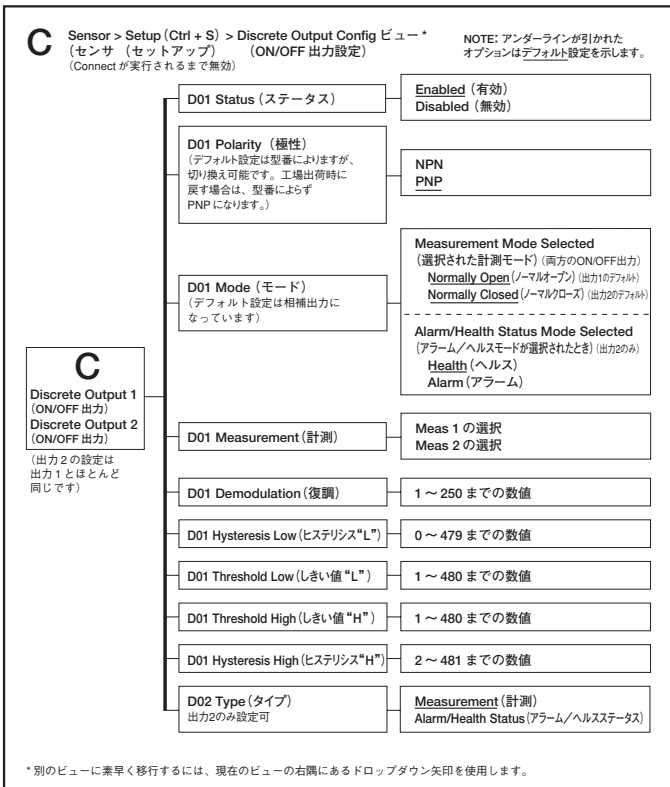 C
Sensor > Setup (Ctrl + S) > Discrete Output Config ビュー *
（センサ （セットアップ） （ON/OFF 出力設定）
（Connect が実行されるまで無効）
NOTE: アンダーラインが引かれた
オプションはデフォルト設定を示します。
C
Discrete Output 1
（ON/OFF 出力）
Discrete Output 2
（ON/OFF 出力）
（出力２の設定は
出力１とほとんど
同じです）
D01 Status（ステータス）
Enabled（有効）
Disabled（無効）
D01 Polarity（極性）
（デフォルト設定は型番によりますが、
切り換え可能です。工場出荷時に
戻す場合は、型番によらず
PNP になります。）
NPN
PNP
D01 Mode（モード）
（デフォルト設定は相補出力に
なっています）
Measurement Mode Selected
（選択された計測モード）（両方のON/OFF出力）
Normally Open（ノーマルオープン）（出力1のデフォルト）
Normally Closed（ノーマルクローズ）（出力2のデフォルト）
Alarm/Health Status Mode Selected
（アラーム／ヘルスモードが選択されたとき）（出力2のみ）
Health（ヘルス）
Alarm（アラーム）
D01 Measurement（計測）
Meas 1 の選択
Meas 2 の選択
D01 Demodulation（復調）
1 ～ 250 までの数値
D01 Hysteresis Low（ヒステリシス“L”）
0 ～ 479 までの数値
D01 Threshold Low（しきい値 “L”）
1 ～ 480 までの数値
D01 Threshold High（しきい値 “H”）
1 ～ 480 までの数値
D01 Hysteresis High（ヒステリシス“H”）
2 ～ 481 までの数値
D02 Type（タイプ）
出力2のみ設定可
Measurement（計測）
Alarm/Health Status（アラーム／ヘルスステータス）
* 別のビューに素早く移行するには、現在のビューの右隅にあるドロップダウン矢印を使用します。